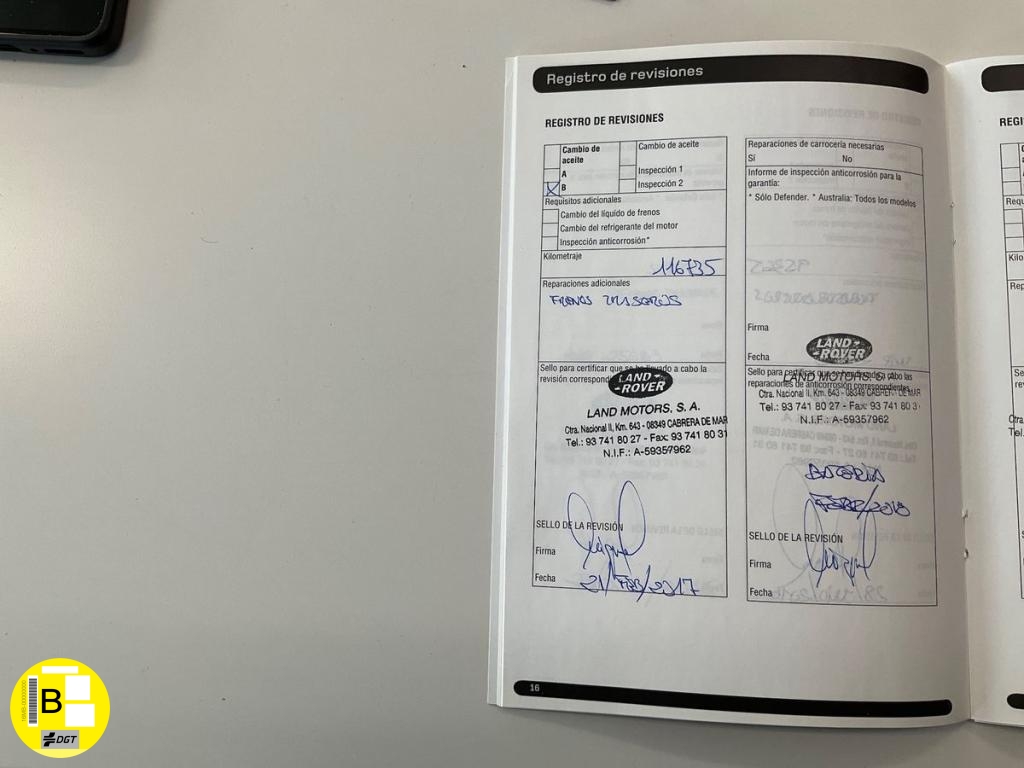 Registro de revisiones
REGISTRO DE REVISIONES
Cambio de aceite
A
B
Cambio de aceite
Inspección 1
Inspección 2
Requisitos adicionales
Cambio del líquido de frenos
Cambio del refrigerante del motor
Inspección anticorrosión*
Kilometraje
116735
Reparaciones adicionales
FRENOS TRASEROS
Sello para certificar que se ha llevado a cabo la
revisión correspondiente
LAND ROVER
LAND MOTORS, S. A.
Ctra. Nacional II, Km. 643 - 08349 CABRERA DE MAR
Tel.: 93 741 80 27 - Fax: 93 741 80 31
N.I.F.: A-59357962
SELLO DE LA REVISIÓN
Firma
Fecha
21/FEB/2017
Reparaciones de carrocería necesarias
Sí No
Informe de inspección anticorrosión para la
garantía:
* Sólo Defender. * Australia: Todos los modelos
Firma
Fecha
LAND ROVER
Sello para certificar que se ha llevado a cabo las
reparaciones de anticorrosión correspondientes
LAND MOTORS, S. A.
Ctra. Nacional II, Km. 643 - 08349 CABRERA DE MAR
Tel.: 93 741 80 27 - Fax: 93 741 80 3
N.I.F.: A-59357962
BATERIA
FEBR/2018
SELLO DE LA REVISIÓN
Firma
Fecha
16
B
DGT